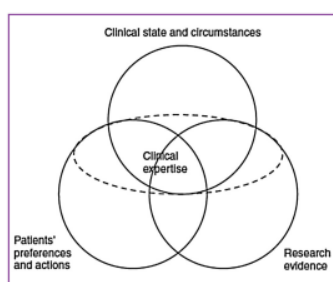 Clinical state and circumstances
Clinical
expertise
Patients'
preferences
and actions
Research
evidence